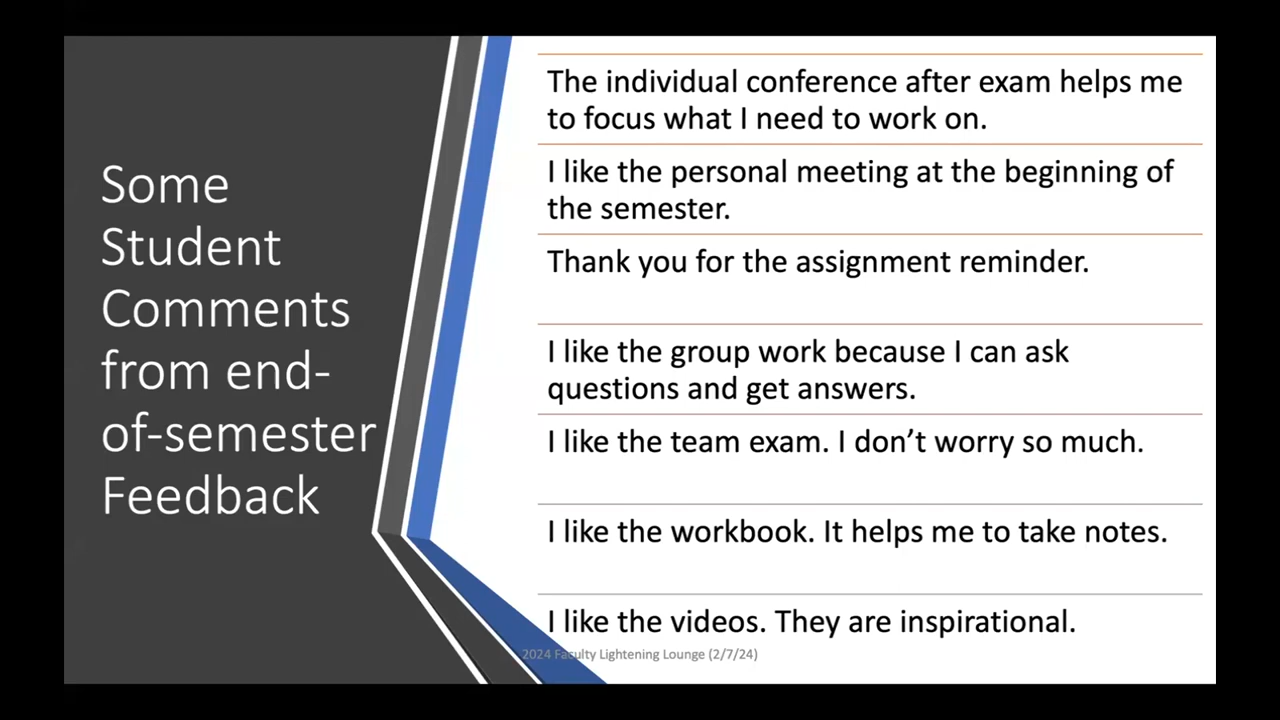 Some
Student
Comments
from end-
of-semester
Feedback
The individual conference after exam helps me
to focus what I need to work on.
I like the personal meeting at the beginning of
the semester.
Thank you for the assignment reminder.
I like the group work because I can ask
questions and get answers.
I like the team exam. I don’t worry so much.
I like the workbook. It helps me to take notes.
I like the videos. They are inspirational.
2024 Faculty Lightening Lounge (2/7/24)